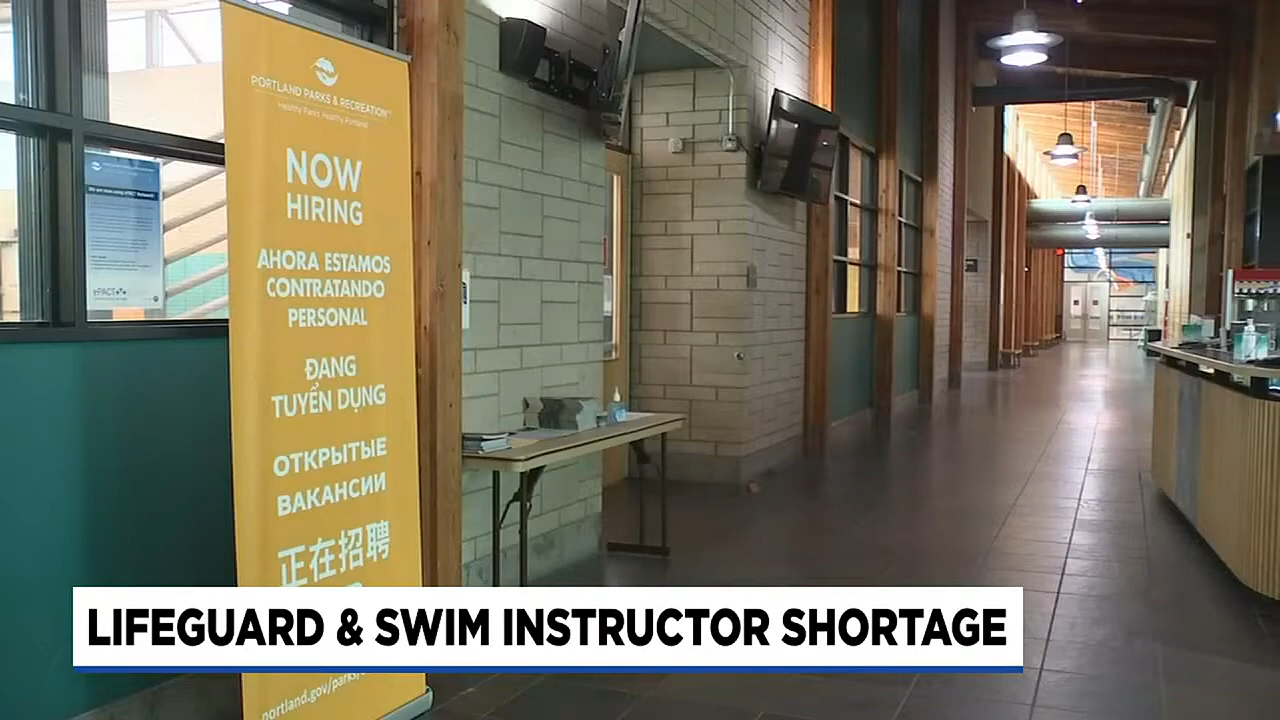 PORTLAND PARKS & RECREATION
Healthy Parks, Healthy Portland
NOW
HIRING
AHORA ESTAMOS
CONTRATANDO
PERSONAL
ĐANG
TUYỂN DỤNG
ОТКРЫТЫЕ
ВАКАНСИИ
正在招聘
portland.gov/parks/
ePACT
LIFEGUARD & SWIM INSTRUCTOR SHORTAGE